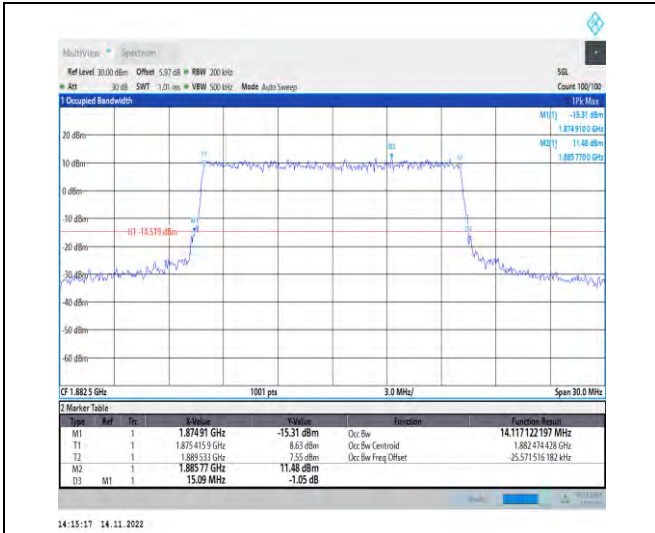 MultiView Spectrum
Ref Level 30.00 dBm Offset 5.97 dB RBW 200 kHz SGL
Att 30 dB SWT 1.01 ms VBW 500 kHz Mode Auto Sweep Count 100/100
1 Occupied Bandwidth 1Pk Max
M1[1] -15.31 dBm
1.874 910 0 GHz
M2[1] 11.48 dBm
1.885 770 0 GHz
20 dBm
10 dBm
0 dBm
-10 dBm
H1 -14.519 dBm
-30 dBm
-40 dBm
-50 dBm
-60 dBm
CF 1.882 5 GHz 1001 pts 3.0 MHz/ Span 30.0 MHz
2 Marker Table
Type Ref Trc X-Value Y-Value Function Function Result
M1 1 1.874 91 GHz -15.31 dBm Occ Bw 14.117 122 197 MHz
T1 1 1.875 415 9 GHz 8.63 dBm Occ Bw Centroid 1.882 474 428 GHz
T2 1 1.889 533 GHz 7.55 dBm Occ Bw Freq Offset -25.571 516 182 kHz
M2 1 1.885 77 GHz 11.48 dBm
D3 M1 1 15.09 MHz -1.05 dB
14:15:17 14.11.2022